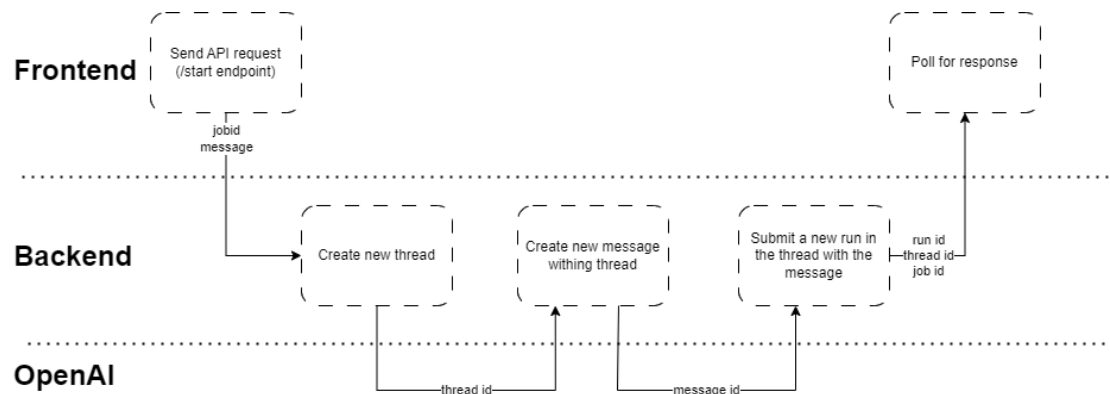 Frontend
Send API request
(/start endpoint)
Poll for response
jobid
message
Backend
Create new thread
Create new message
withing thread
Submit a new run in
the thread with the
message
run id
thread id
job id
OpenAI
thread id
message id